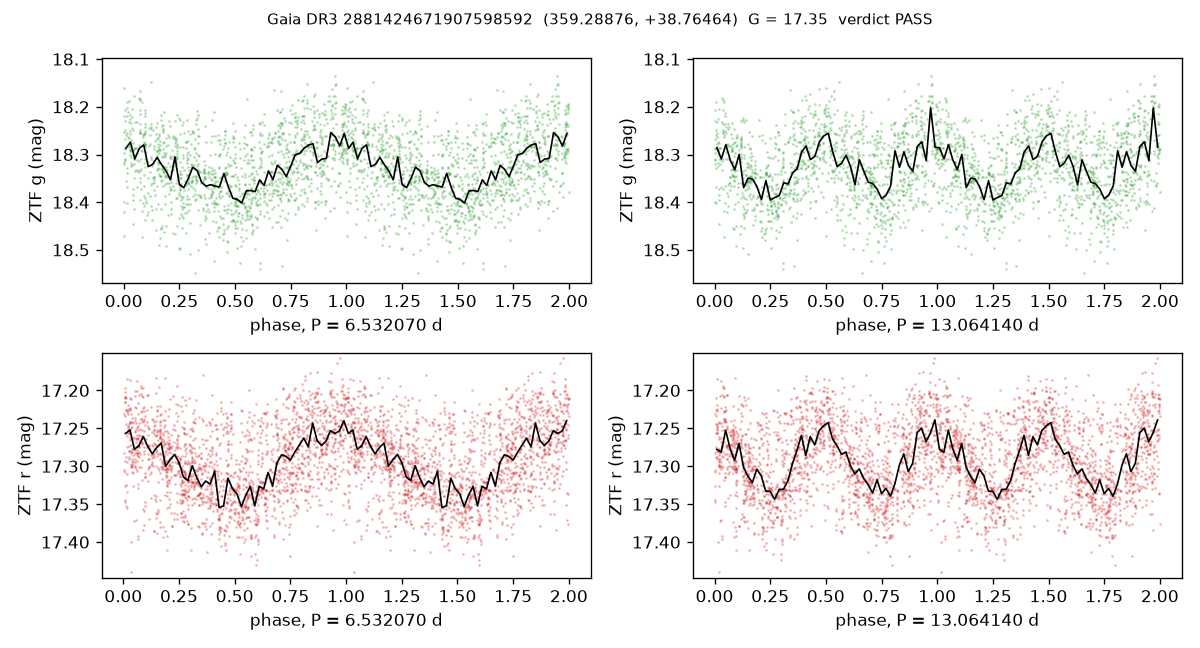 Gaia DR3 2881424671907598592 (359.28876, +38.76464) G = 17.35 verdict PASS
18.1
18.2
18.3
18.4
18.5
ZTF g (mag)
0.00 0.25 0.50 0.75 1.00 1.25 1.50 1.75 2.00
phase, P = 6.532070 d
18.1
18.2
18.3
18.4
18.5
ZTF g (mag)
0.00 0.25 0.50 0.75 1.00 1.25 1.50 1.75 2.00
phase, P = 13.064140 d
17.20
17.25
17.30
17.35
17.40
ZTF r (mag)
0.00 0.25 0.50 0.75 1.00 1.25 1.50 1.75 2.00
phase, P = 6.532070 d
17.20
17.25
17.30
17.35
17.40
ZTF r (mag)
0.00 0.25 0.50 0.75 1.00 1.25 1.50 1.75 2.00
phase, P = 13.064140 d